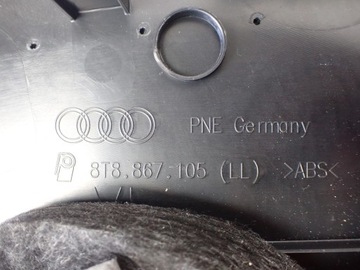 PNE Germany
8T8.867.105 (LL) >ABS<